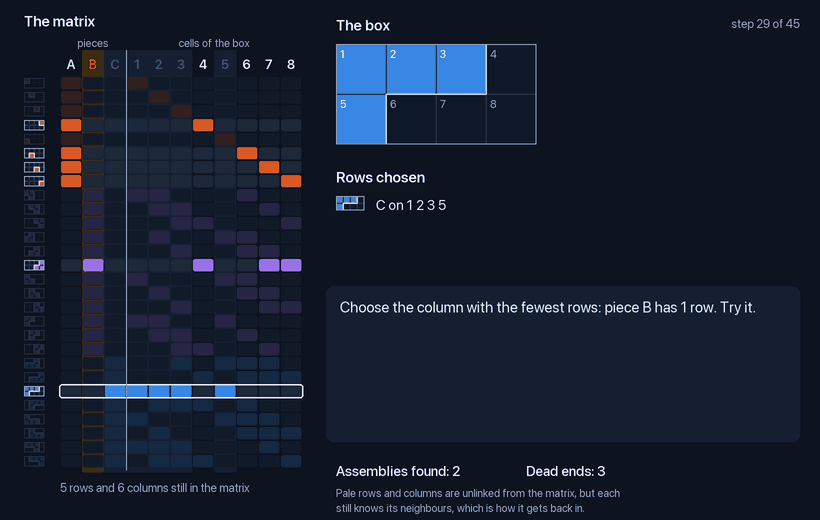 The matrix
pieces
cells of the box
A B C 1 2 3 4 5 6 7 8
5 rows and 6 columns still in the matrix
The box
step 29 of 45
1 2 3 4
5 6 7 8
Rows chosen
C on 1 2 3 5
Choose the column with the fewest rows: piece B has 1 row. Try it.
Assemblies found: 2
Dead ends: 3
Pale rows and columns are unlinked from the matrix, but each
still knows its neighbours, which is how it gets back in.